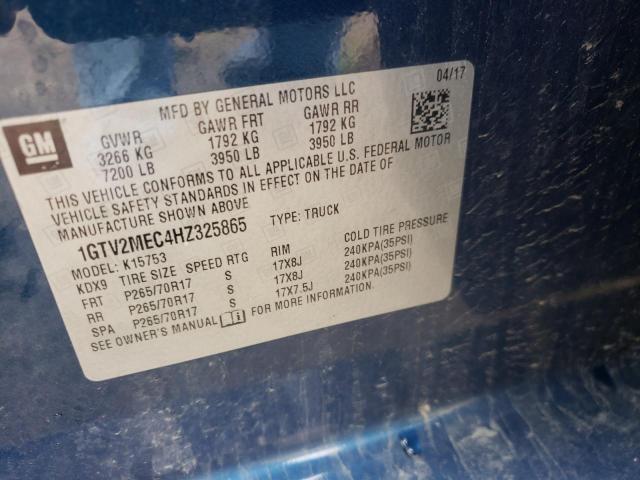 04/17
MFD BY GENERAL MOTORS LLC
GM
GVWR GAWR FRT GAWR RR
3266 KG 1792 KG 1792 KG
7200 LB 3950 LB 3950 LB
THIS VEHICLE CONFORMS TO ALL APPLICABLE U.S. FEDERAL MOTOR
VEHICLE SAFETY STANDARDS IN EFFECT ON THE DATE OF
MANUFACTURE SHOWN ABOVE
1GTV2MEC4HZ325865 TYPE: TRUCK
MODEL: K15753
KDX9 TIRE SIZE SPEED RTG RIM COLD TIRE PRESSURE
FRT P265/70R17 S 17X8J 240KPA(35PSI)
RR P265/70R17 S 17X8J 240KPA(35PSI)
SPA P265/70R17 S 17X7.5J 240KPA(35PSI)
SEE OWNER'S MANUAL FOR MORE INFORMATION.